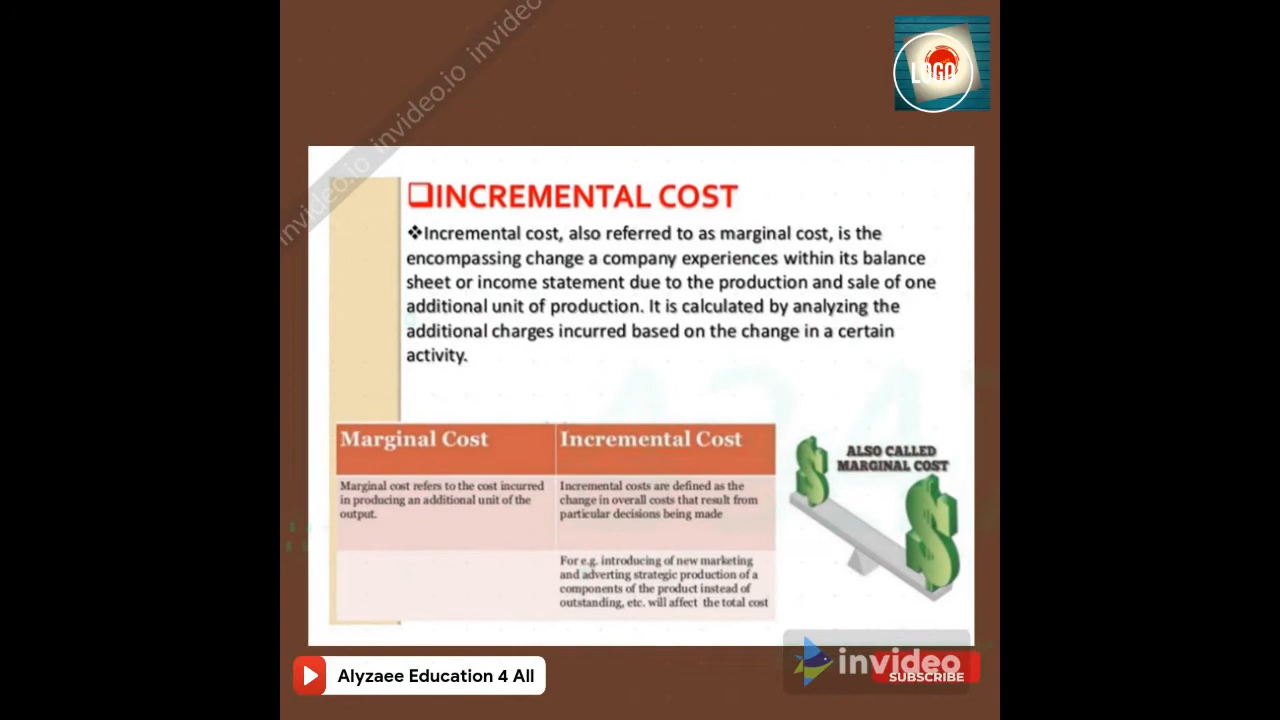 invideo.io invideo.io invideo
LOGO
❑INCREMENTAL COST
❖Incremental cost, also referred to as marginal cost, is the
encompassing change a company experiences within its balance
sheet or income statement due to the production and sale of one
additional unit of production. It is calculated by analyzing the
additional charges incurred based on the change in a certain
activity.
Marginal Cost
Incremental Cost
Marginal cost refers to the cost incurred
in producing an additional unit of the
output.
Incremental costs are defined as the
change in overall costs that result from
particular decisions being made
For e.g. introducing of new marketing
and adverting strategic production of a
components of the product instead of
outstanding, etc. will affect the total cost
$
$
ALSO CALLED
MARGINAL COST
Alyzaee Education 4 All
invideo
SUBSCRIBE